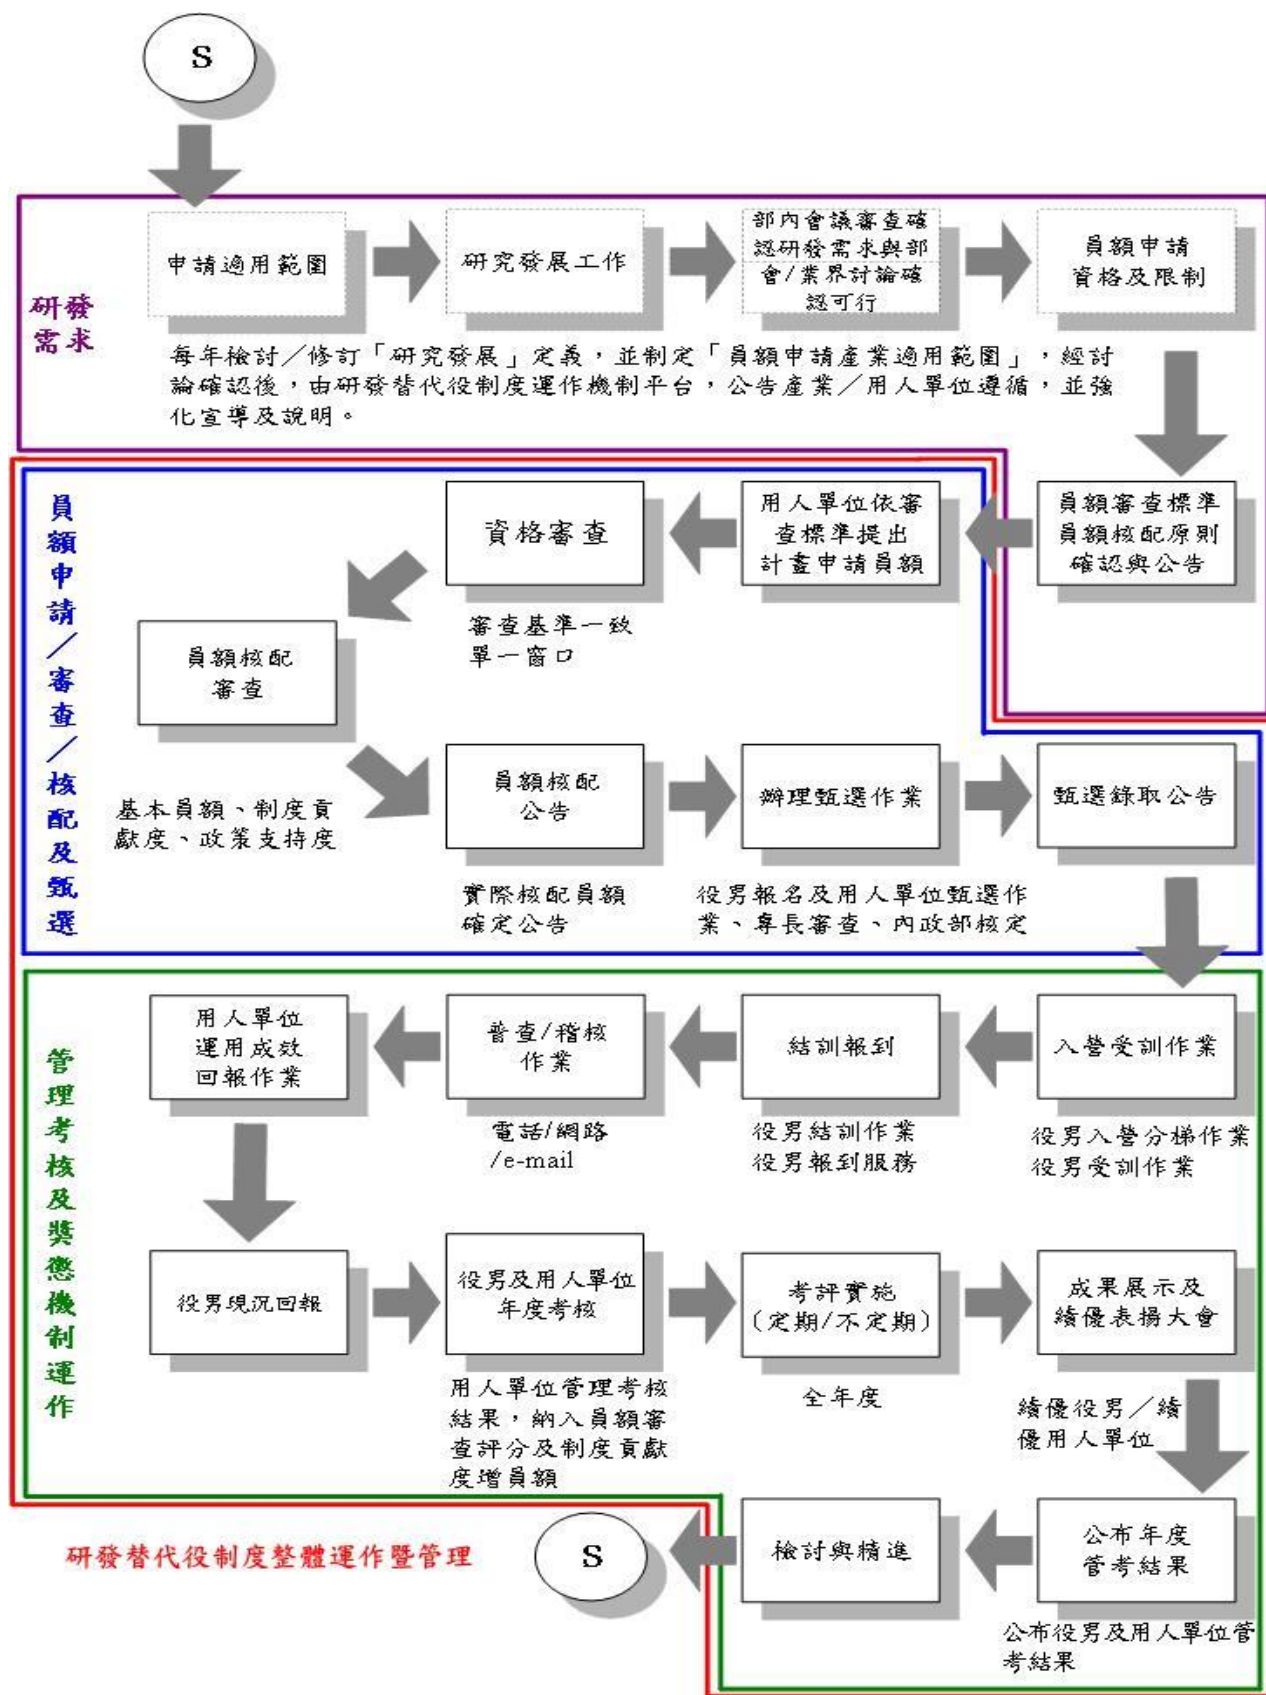 S
研發
需求
申請適用範圍
研究發展工作
部內會議審查確
認研發需求與部
會/業界討論確
認可行
員額申請
資格及限制
每年檢討／修訂「研究發展」定義，並制定「員額申請產業適用範圍」，經討
論確認後，由研發替代役制度運作機制平台，公告產業／用人單位遵循，並強
化宣導及說明。
員額審查標準
員額核配原則
確認與公告
員額申請／審查／核配及甄選
用人單位依審
查標準提出
計畫申請員額
資格審查
審查基準一致
單一窗口
員額核配
審查
基本員額、制度貢
獻度、政策支持度
員額核配
公告
實際核配員額
確定公告
辦理甄選作業
役男報名及用人單位甄選作
業、專長審查、內政部核定
甄選錄取公告
管理考核及獎懲機制運作
入營受訓作業
役男入營分梯作業
役男受訓作業
結訓報到
役男結訓作業
役男報到服務
普查/稽核
作業
電話/網路
/e-mail
用人單位
運用成效
回報作業
役男現況回報
役男及用人單位
年度考核
用人單位管理考核
結果，納入員額審
查評分及制度貢獻
度增員額
考評實施
(定期/不定期)
全年度
成果展示及
績優表揚大會
績優役男／績
優用人單位
公布年度
管考結果
公布役男及用人單位管
考結果
檢討與精進
S
研發替代役制度整體運作暨管理